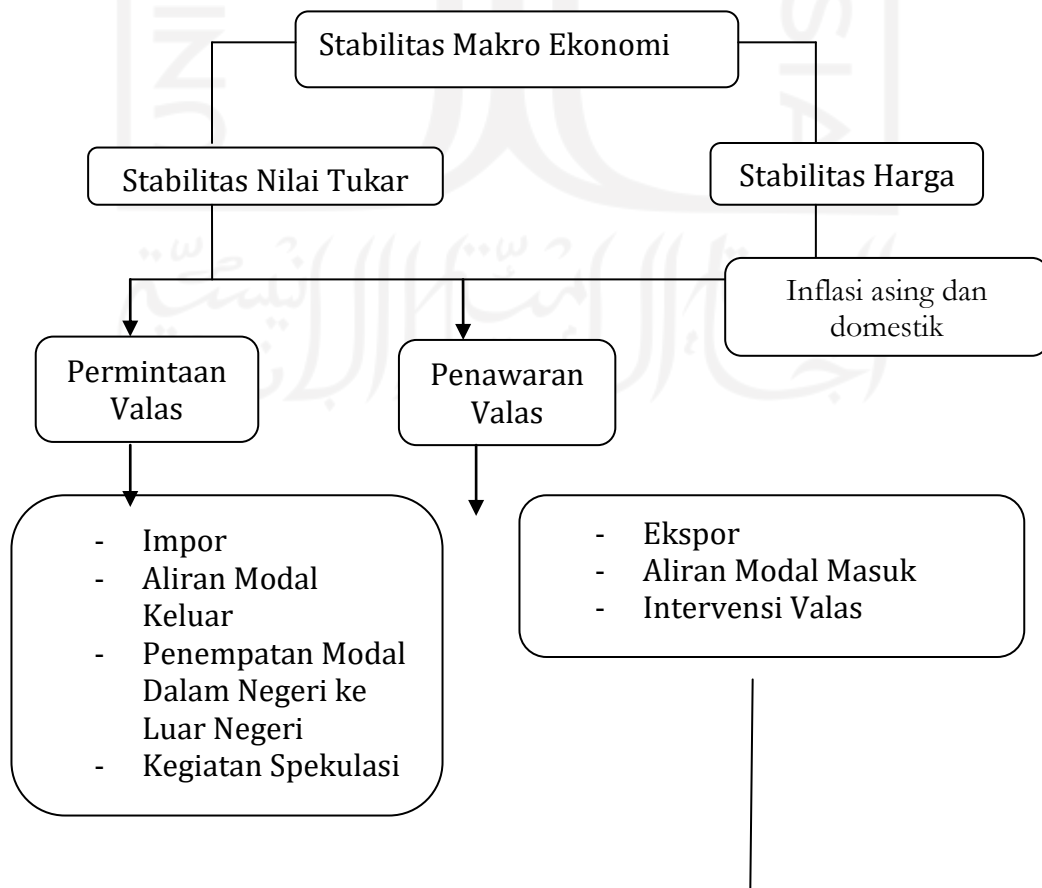 Stabilitas Makro Ekonomi
Stabilitas Nilai Tukar
Stabilitas Harga
Inflasi asing dan
domestik
Permintaan
Valas
Penawaran
Valas
- Impor
- Aliran Modal
Keluar
- Penempatan Modal
Dalam Negeri ke
Luar Negeri
- Kegiatan Spekulasi
- Ekspor
- Aliran Modal Masuk
- Intervensi Valas